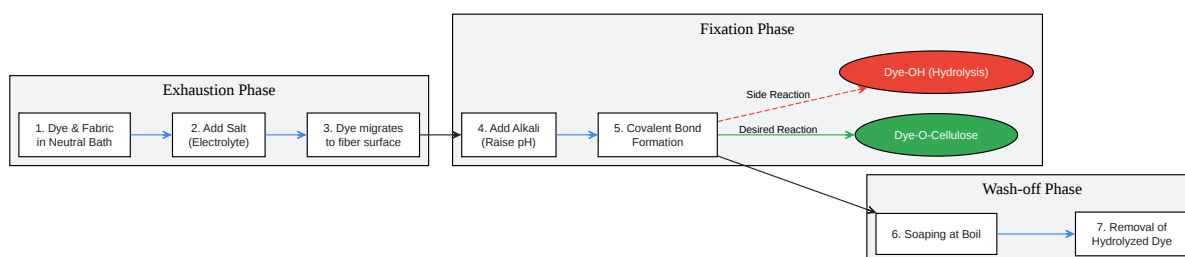 Exhaustion Phase
1. Dye & Fabric
in Neutral Bath
2. Add Salt
(Electrolyte)
3. Dye migrates
to fiber surface
Fixation Phase
4. Add Alkali
(Raise pH)
5. Covalent Bond
Formation
Side Reaction
Dye-OH (Hydrolysis)
Desired Reaction
Dye-O-Cellulose
Wash-off Phase
6. Soaping at Boil
7. Removal of
Hydrolyzed Dye